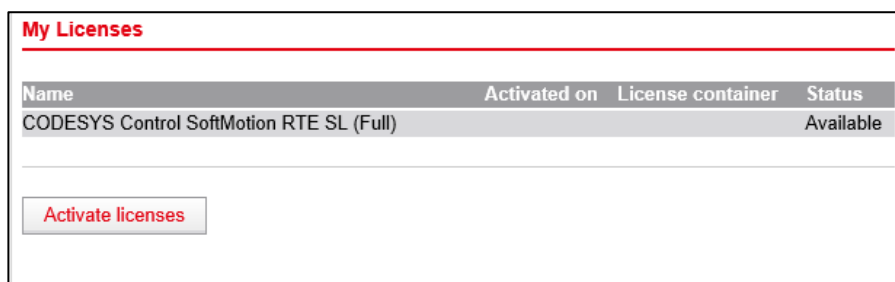 My Licenses
Name Activated on License container Status
CODESYS Control SoftMotion RTE SL (Full) Available
Activate licenses